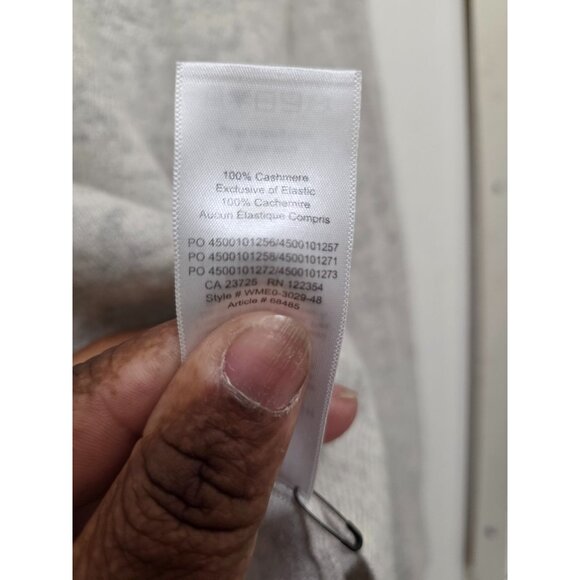 100% Cashmere
Exclusive of Elastic
100% Cachemire
Aucun Élastique Compris
PO 4500101256/4500101257
PO 4500101258/4500101271
PO 4500101272/4500101273
CA 23725 RN 122354
Style # WME0-3029-48
Article # 68485